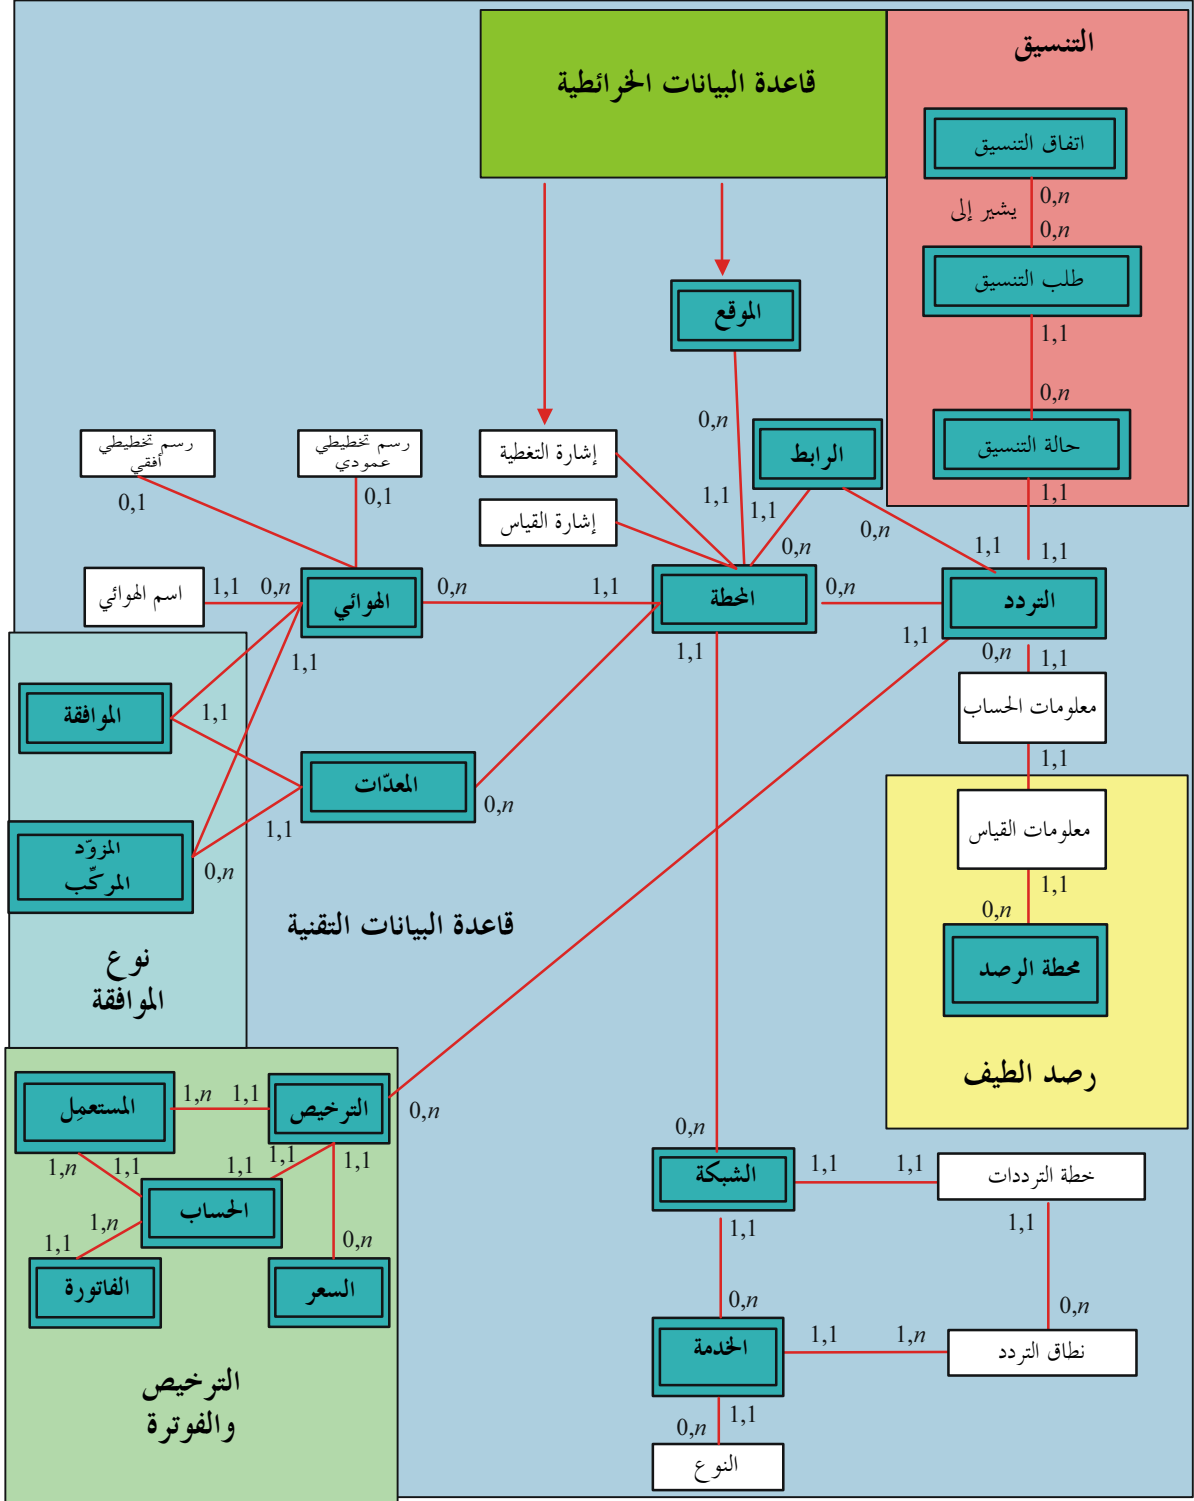 التنسيق
قاعدة البيانات الخرائطية
اتفاق التنسيق
0,n
يشير إلى
0,n
طلب التنسيق
1,1
0,n
حالة التنسيق
1,1
1,1
الموقع
0,n
1,1
الرابط
1,1
0,n
0,n
1,1
إشارة التغطية
إشارة القياس
رسم تخطيطي
عمودي
0,1
رسم تخطيطي
أفقي
0,1
التردد
0,n
المحطة
1,1
0,n
الهوائي
0,n
1,1
اسم الهوائي
1,1
0,n
1,1
1,1
1,1
معلومات الحساب
1,1
معلومات القياس
1,1
0,n
محطة الرصد
رصد الطيف
الموافقة
1,1
المعدّات
0,n
1,1
المزوّد
المركّب
0,n
نوع
الموافقة
قاعدة البيانات التقنية
الترخيص
0,n
1,1
1,n
المستعمِل
1,n
1,1
1,1
1,1
1,1
الحساب
1,n
1,1
الفاتورة
0,n
السعر
الترخيص
والفوترة
0,n
الشبكة
1,1
1,1
خطة الترددات
1,1
1,1
0,n
0,n
الخدمة
1,1
1,n
نطاق التردد
1,1
0,n
النوع